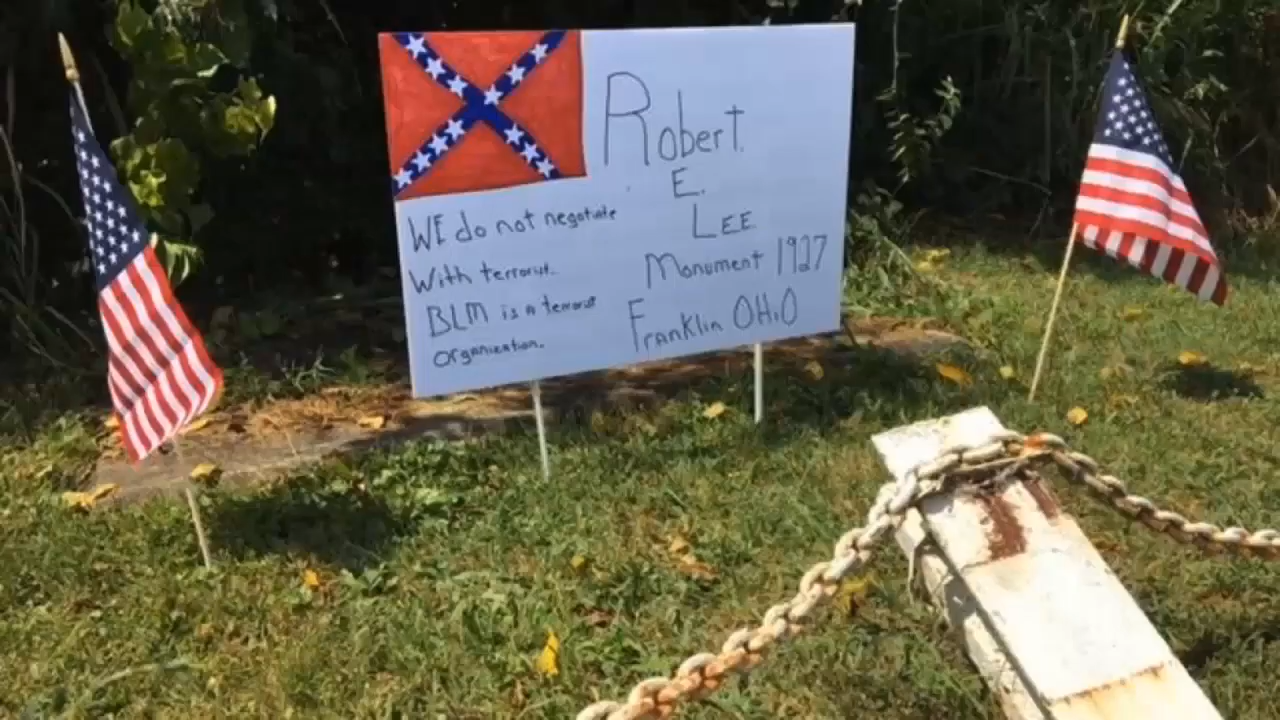 Robert
E.
LEE
Monument 1927
Franklin OHiO
WE do not negotiate
With terrorist.
BLM is a terrorist
Organization.